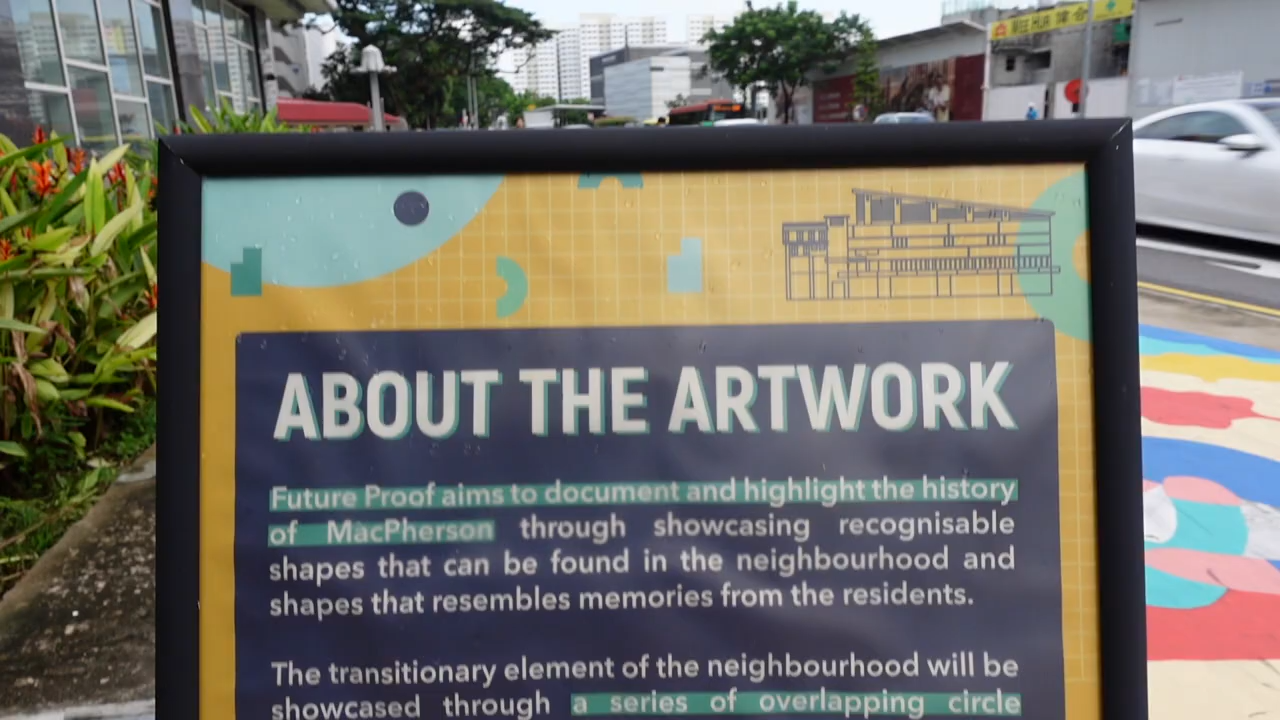 ABOUT THE ARTWORK
Future Proof aims to document and highlight the history
of MacPherson through showcasing recognisable
shapes that can be found in the neighbourhood and
shapes that resembles memories from the residents.
The transitionary element of the neighbourhood will be
showcased through a series of overlapping circle